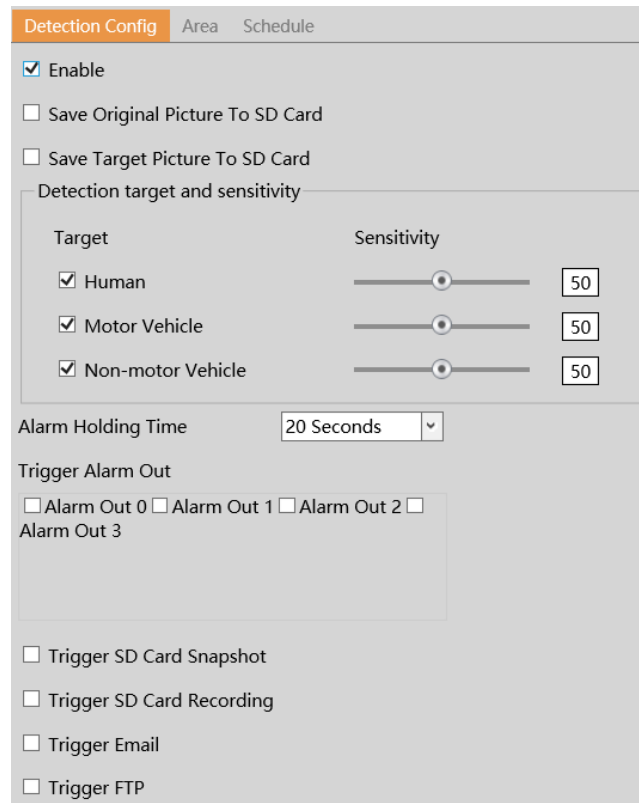 Detection Config Area Schedule
Enable
Save Original Picture To SD Card
Save Target Picture To SD Card
Detection target and sensitivity
Target Sensitivity
Human 50
Motor Vehicle 50
Non-motor Vehicle 50
Alarm Holding Time 20 Seconds
Trigger Alarm Out
Alarm Out 0 Alarm Out 1 Alarm Out 2
Alarm Out 3
Trigger SD Card Snapshot
Trigger SD Card Recording
Trigger Email
Trigger FTP